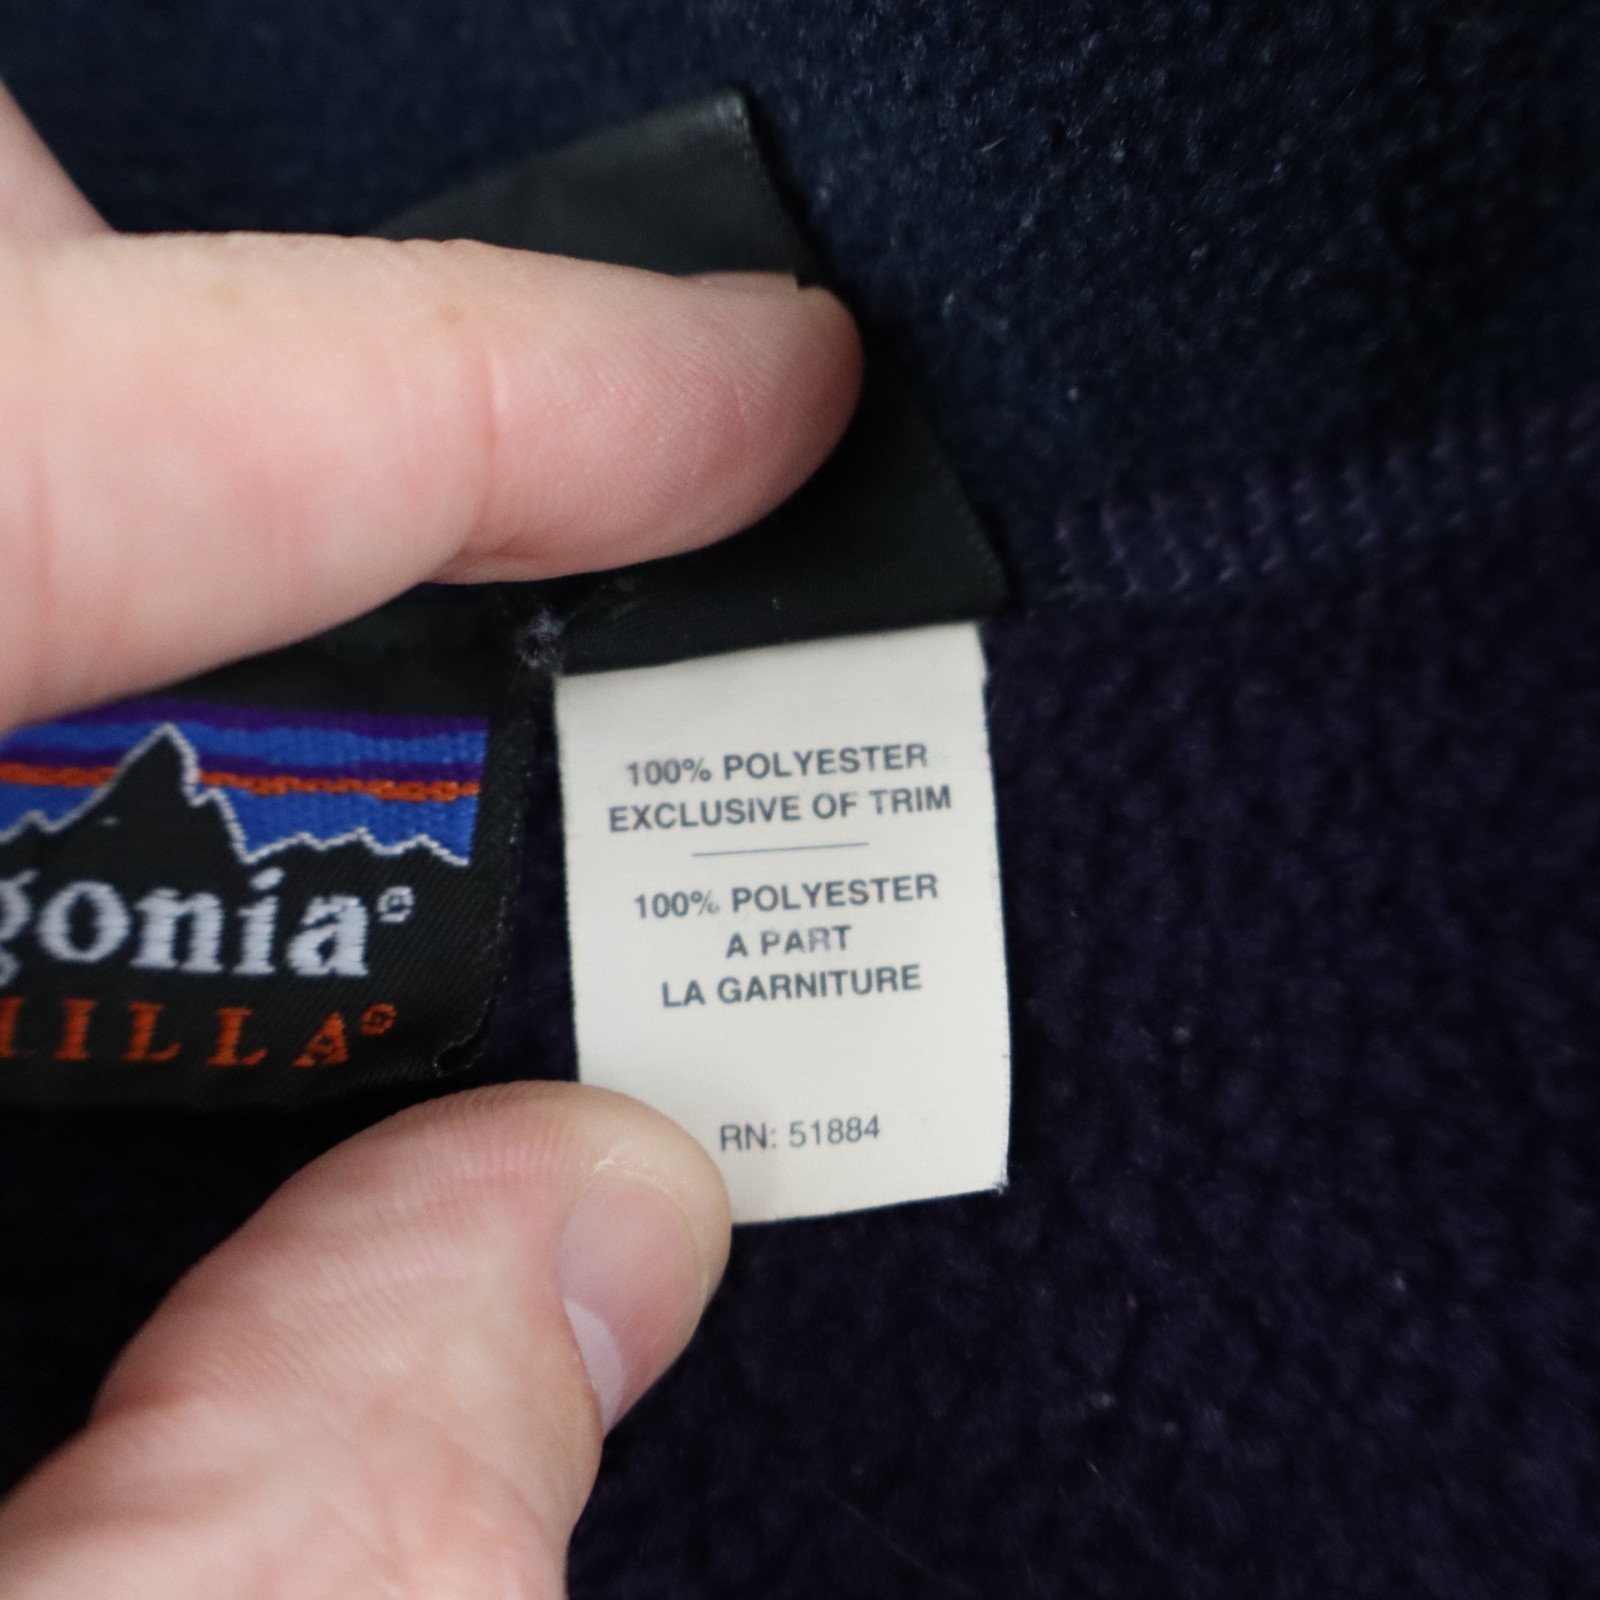 100% POLYESTER
EXCLUSIVE OF TRIM
100% POLYESTER
A PART
LA GARNITURE
RN: 51884
gonia®
ILLA®